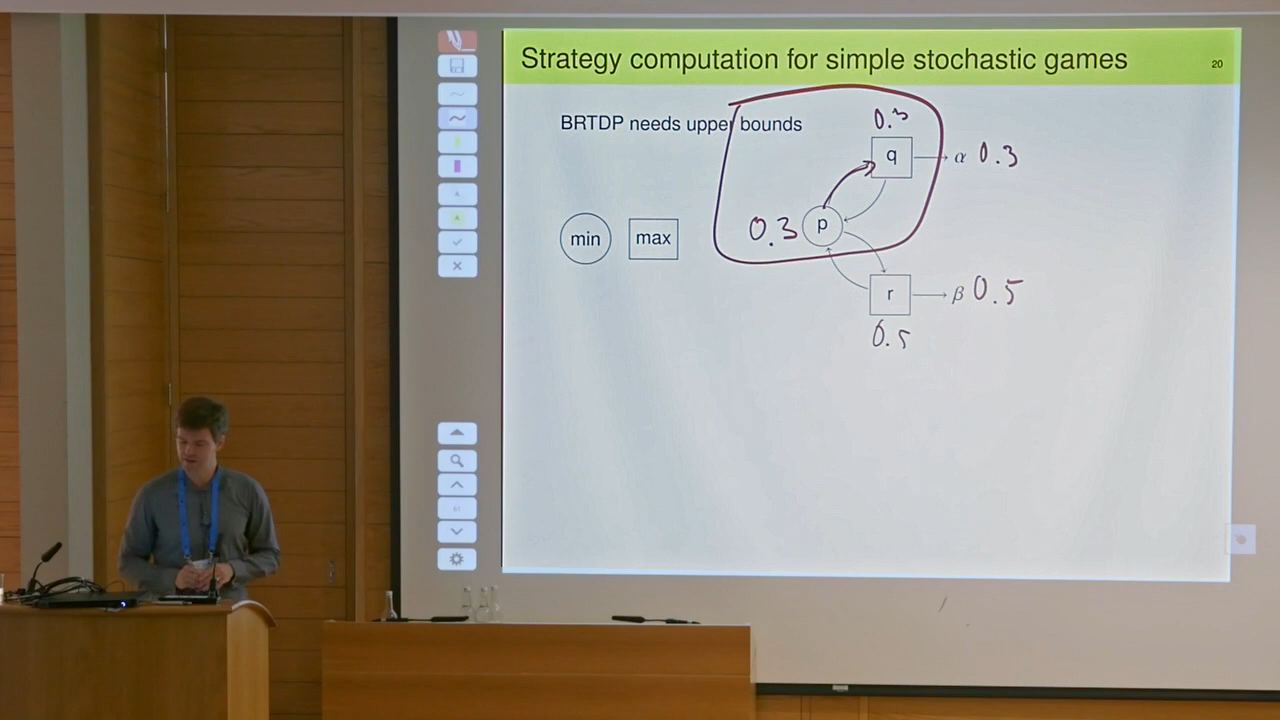 Strategy computation for simple stochastic games
20
BRTDP needs upper bounds
0.3
q
α 0.3
min
max
0.3
p
r
β 0.5
0.5